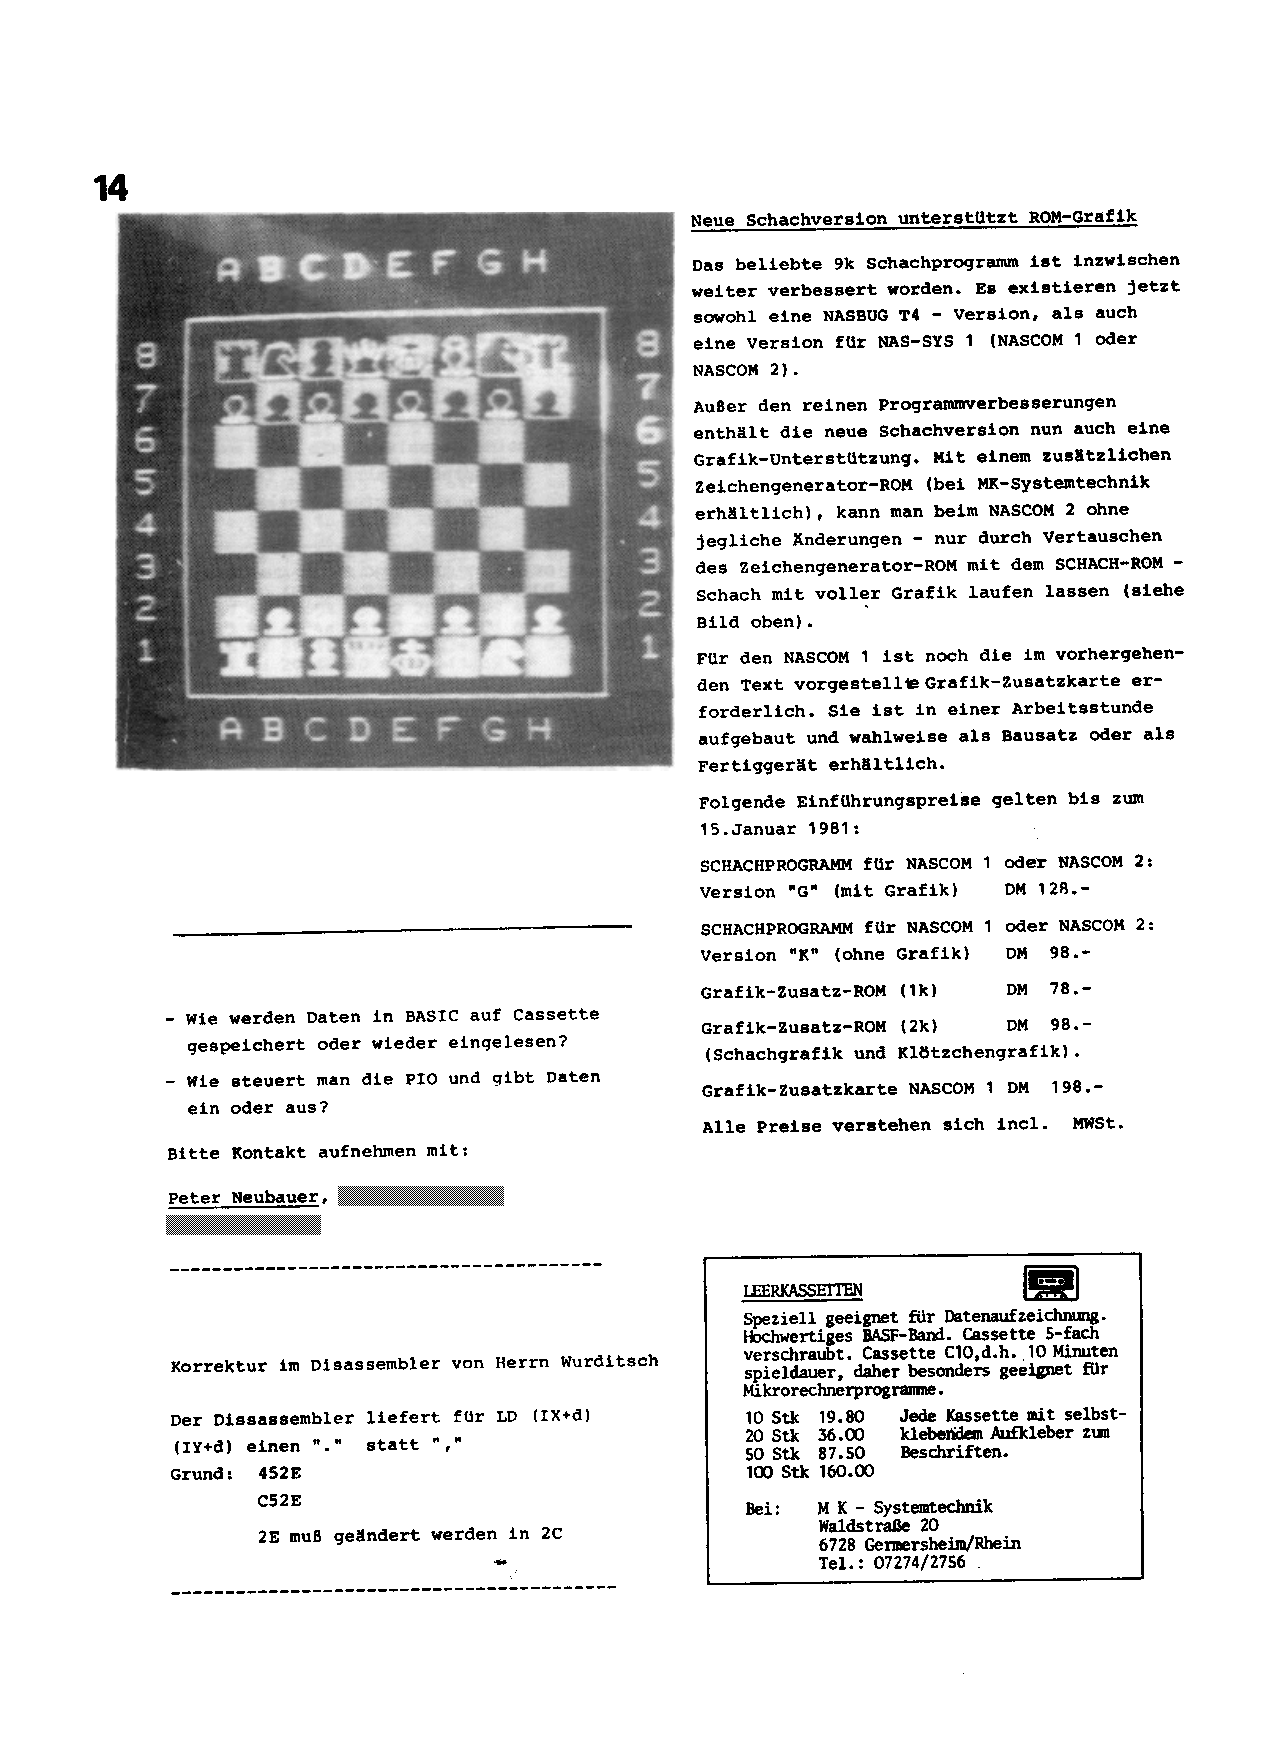 14
A B C D E F G H
8 8
7 7
6 6
5 5
4 4
3 3
2 2
1 1
A B C D E F G H
Neue Schachversion unterstützt ROM-Grafik
Das beliebte 9k Schachprogramm ist inzwischen
weiter verbessert worden. Es existieren jetzt
sowohl eine NASBUG T4 - Version, als auch
eine Version für NAS-SYS 1 (NASCOM 1 oder
NASCOM 2).
Außer den reinen Programmverbesserungen
enthält die neue Schachversion nun auch eine
Grafik-Unterstützung. Mit einem zusätzlichen
Zeichengenerator-ROM (bei MK-Systemtechnik
erhältlich), kann man beim NASCOM 2 ohne
jegliche Änderungen - nur durch Vertauschen
des Zeichengenerator-ROM mit dem SCHACH-ROM -
Schach mit voller Grafik laufen lassen (siehe
Bild oben).
Für den NASCOM 1 ist noch die im vorhergehen-
den Text vorgestellte Grafik-Zusatzkarte er-
forderlich. Sie ist in einer Arbeitsstunde
aufgebaut und wahlweise als Bausatz oder als
Fertiggerät erhältlich.
Folgende Einführungspreise gelten bis zum
15.Januar 1981:
SCHACHPROGRAMM für NASCOM 1 oder NASCOM 2:
Version "G" (mit Grafik) DM 128.-
SCHACHPROGRAMM für NASCOM 1 oder NASCOM 2:
Version "K" (ohne Grafik) DM 98.-
Grafik-Zusatz-ROM (1k) DM 78.-
Grafik-Zusatz-ROM (2k) DM 98.-
(Schachgrafik und Klötzchengrafik).
Grafik-Zusatzkarte NASCOM 1 DM 198.-
Alle Preise verstehen sich incl. MWSt.
- Wie werden Daten in BASIC auf Cassette
gespeichert oder wieder eingelesen?
- Wie steuert man die PIO und gibt Daten
ein oder aus?
Bitte Kontakt aufnehmen mit:
Peter Neubauer,
Korrektur im Disassembler von Herrn Wurditsch
Der Dissassembler liefert für LD (IX+d)
(IY+d) einen "." statt ","
Grund: 452E
C52E
2E muß geändert werden in 2C
LEERKASSETTEN
Speziell geeignet für Datenaufzeichnung.
Hochwertiges BASF-Band. Cassette 5-fach
verschraubt. Cassette C10,d.h. 10 Minuten
spieldauer, daher besonders geeignet für
Mikrorechnerprogramme.
10 Stk 19.80 Jede Kassette mit selbst-
20 Stk 36.00 klebendem Aufkleber zum
50 Stk 87.50 Beschriften.
100 Stk 160.00
Bei: M K - Systemtechnik
Waldstraße 20
6728 Germersheim/Rhein
Tel.: 07274/2756